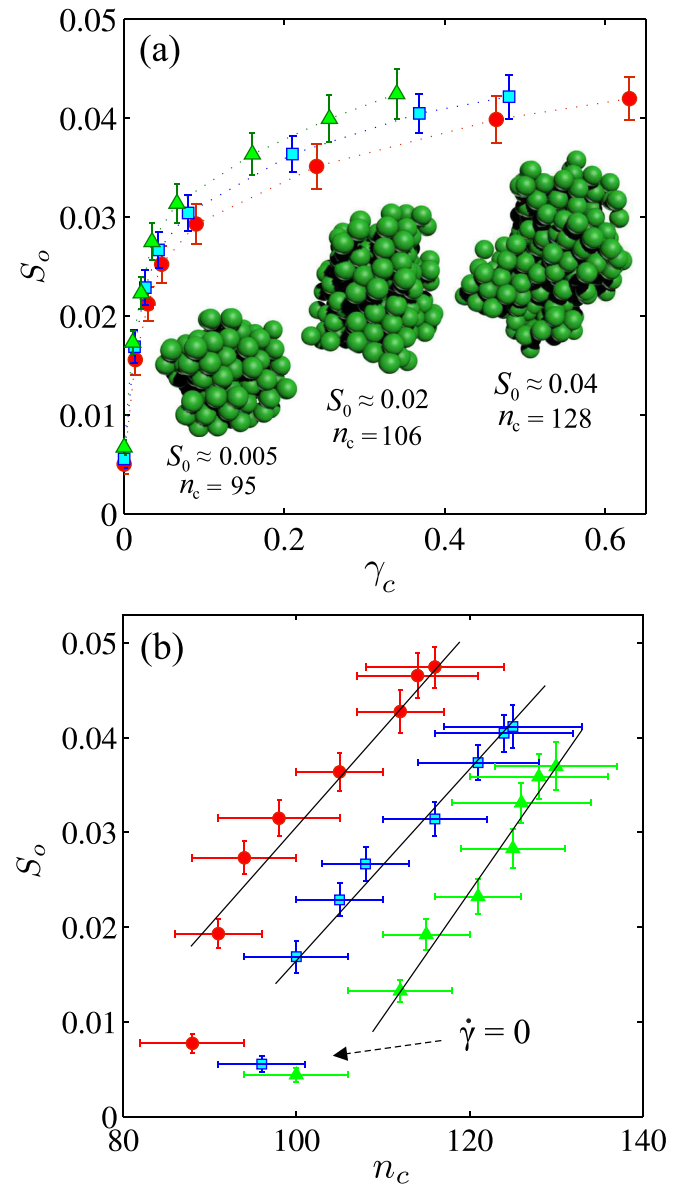 0.05
(a)
0.04
0.03
S_o
0.02
0.01
0
S_0 ≈ 0.005
n_c = 95
S_0 ≈ 0.02
n_c = 106
S_0 ≈ 0.04
n_c = 128
0 0.2 0.4 0.6
γ_c
(b)
0.05
0.04
0.03
S_o
0.02
0.01
0
γ̇ = 0
80 100 120 140
n_c